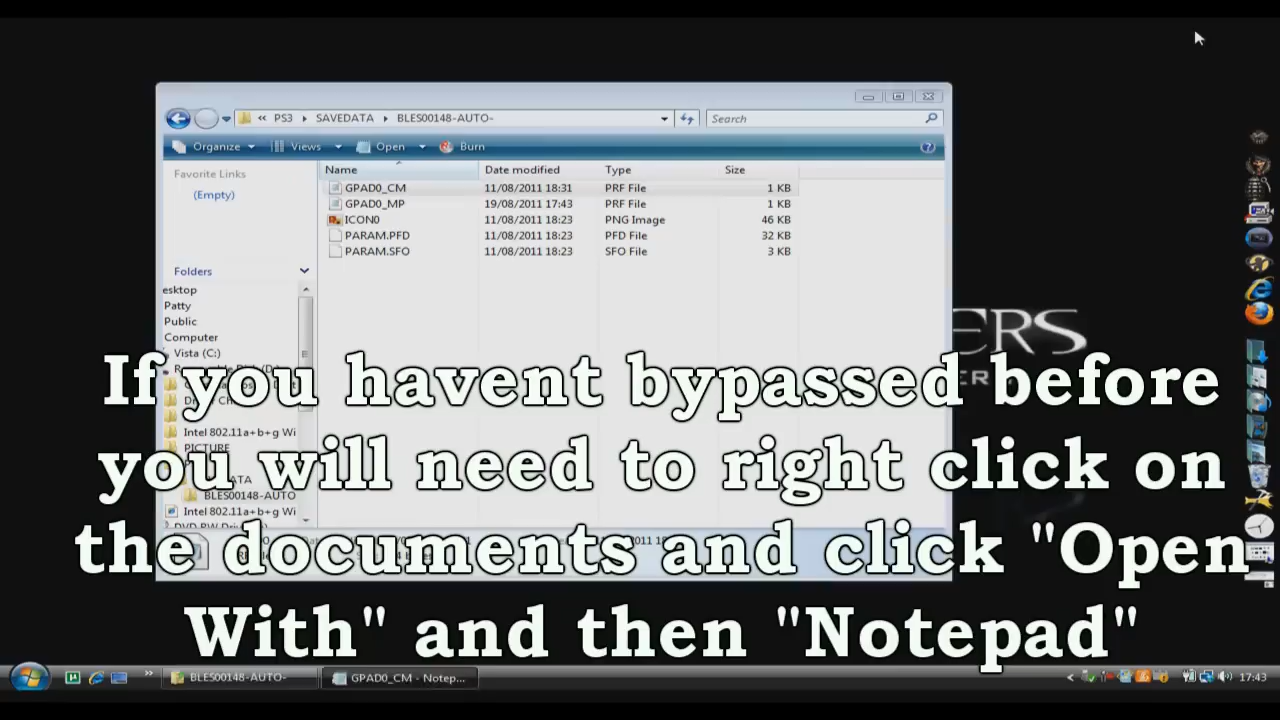 PS3 SAVEDATA BLES00148-AUTO-
Search
Organize Views Open Burn
Favorite Links
(Empty)
Folders
esktop
Patty
Public
Computer
Vista (C:)
Intel 802.11a+b+g Wi
PICTURE
BLES00148-AUTO
Intel 802.11a+b+g Wi
Name Date modified Type Size
GPAD0_CM 11/08/2011 18:31 PRF File 1 KB
GPAD0_MP 19/08/2011 17:43 PRF File 1 KB
ICON0 11/08/2011 18:23 PNG Image 46 KB
PARAM.PFD 11/08/2011 18:23 PFD File 32 KB
PARAM.SFO 11/08/2011 18:23 SFO File 3 KB
ERS
If you havent bypassed before
you will need to right click on
the documents and click "Open
With" and then "Notepad"
BLES00148-AUTO- GPAD0_CM - Notep... 17:43